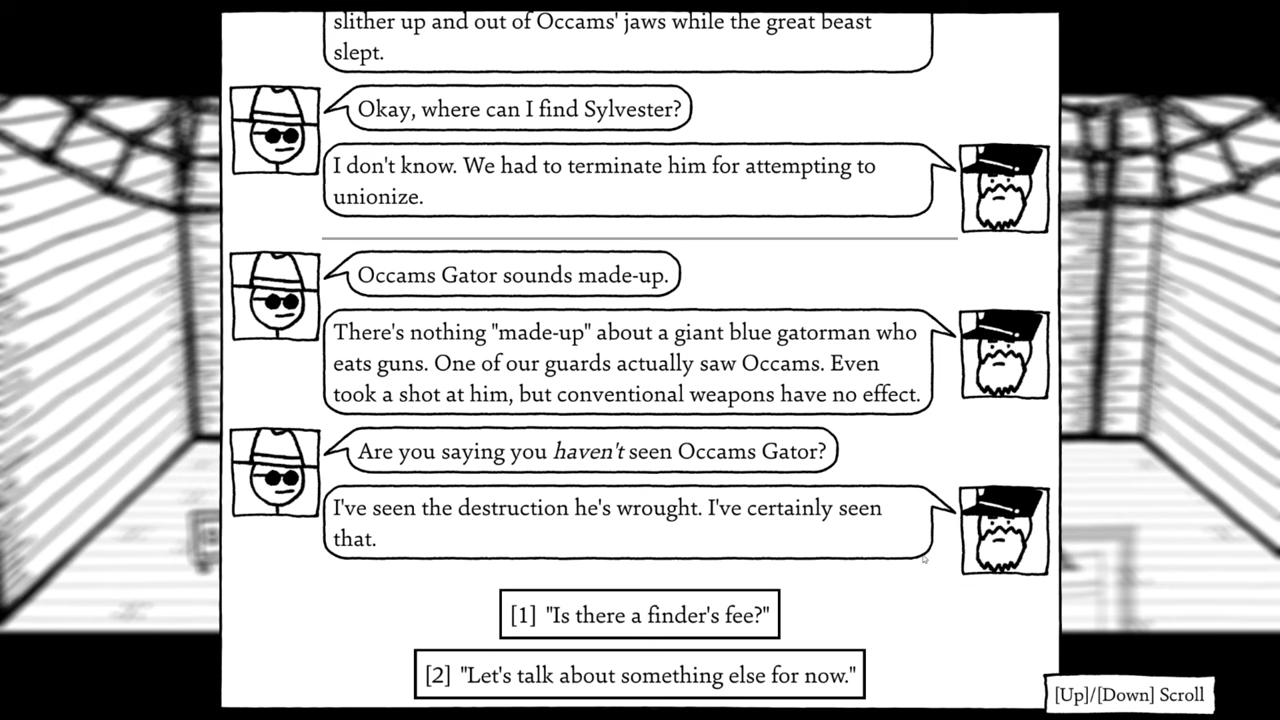 slither up and out of Occams' jaws while the great beast
slept.
Okay, where can I find Sylvester?
I don't know. We had to terminate him for attempting to
unionize.
Occams Gator sounds made-up.
There's nothing "made-up" about a giant blue gatorman who
eats guns. One of our guards actually saw Occams. Even
took a shot at him, but conventional weapons have no effect.
Are you saying you haven't seen Occams Gator?
I've seen the destruction he's wrought. I've certainly seen
that.
[1] "Is there a finder's fee?"
[2] "Let's talk about something else for now."
[Up]/[Down] Scroll